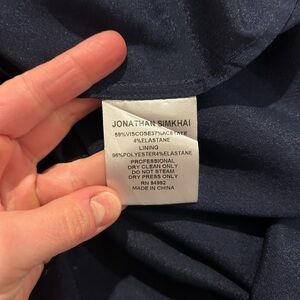 JONATHAN SIMKHAI
59%VISCOSE37%ACETATE
4%ELASTANE
LINING
96%POLYESTER4%ELASTANE
PROFESSIONAL
DRY CLEAN ONLY
DO NOT STEAM
DRY PRESS ONLY
RN 94992
MADE IN CHINA